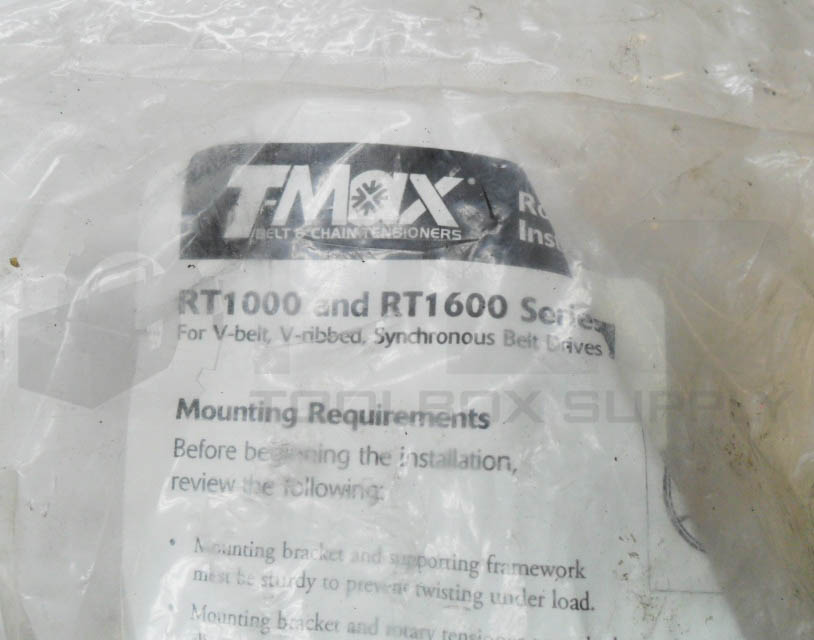 T-Max
BELT & CHAIN TENSIONERS
RT1000 and RT1600 Series
For V-belt, V-ribbed, Synchronous Belt Drives
TOOLBOX SUPPLY
Mounting Requirements
Before beginning the installation,
review the following:
• Mounting bracket and supporting framework
must be sturdy to prevent twisting under load.
• Mounting bracket and rotary